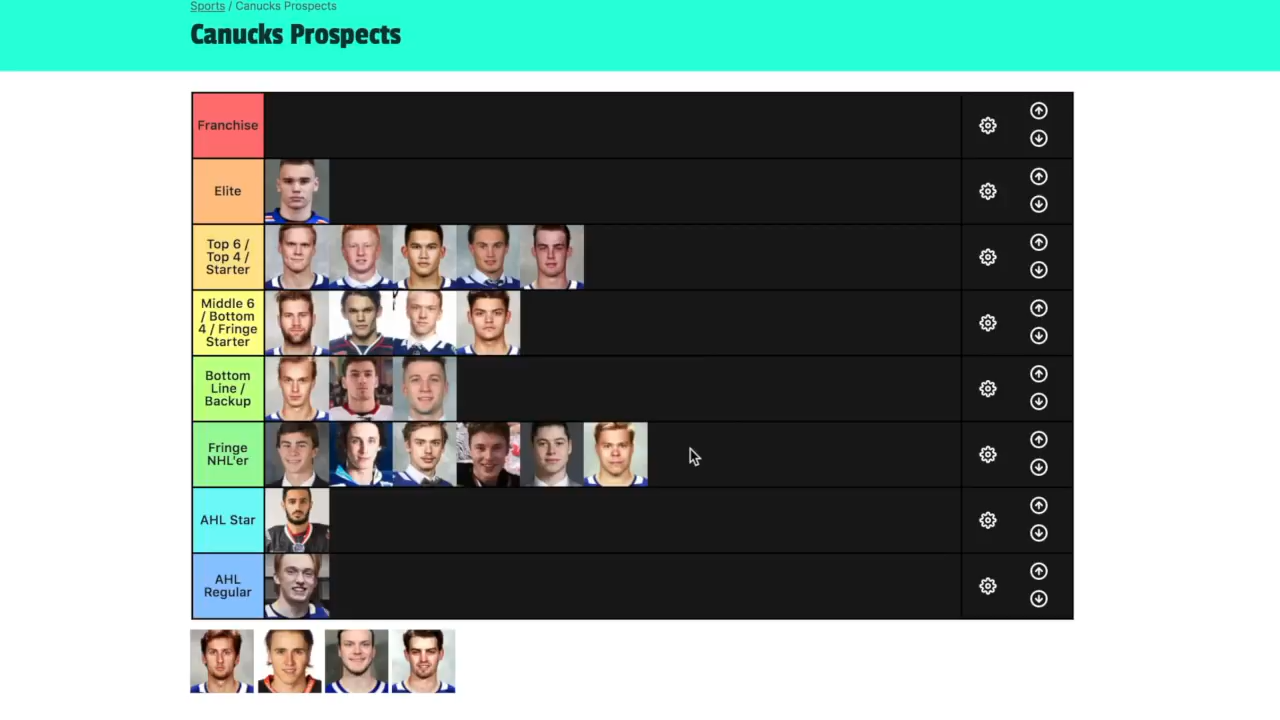 Sports / Canucks Prospects
Canucks Prospects
Franchise
Elite
Top 6 /
Top 4 /
Starter
Middle 6
/ Bottom
4 / Fringe
Starter
Bottom
Line /
Backup
Fringe
NHL'er
AHL Star
AHL
Regular